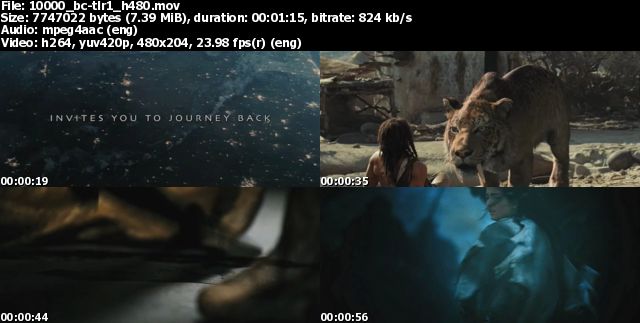 File: 10000_bc-tlr1_h480.mov
Size: 7747022 bytes (7.39 MiB), duration: 00:01:15, bitrate: 824 kb/s
Audio: mpeg4aac (eng)
Video: h264, yuv420p, 480x204, 23.98 fps(r) (eng)
INVITES YOU TO JOURNEY BACK
00:00:19
00:00:35
00:00:44
00:00:56